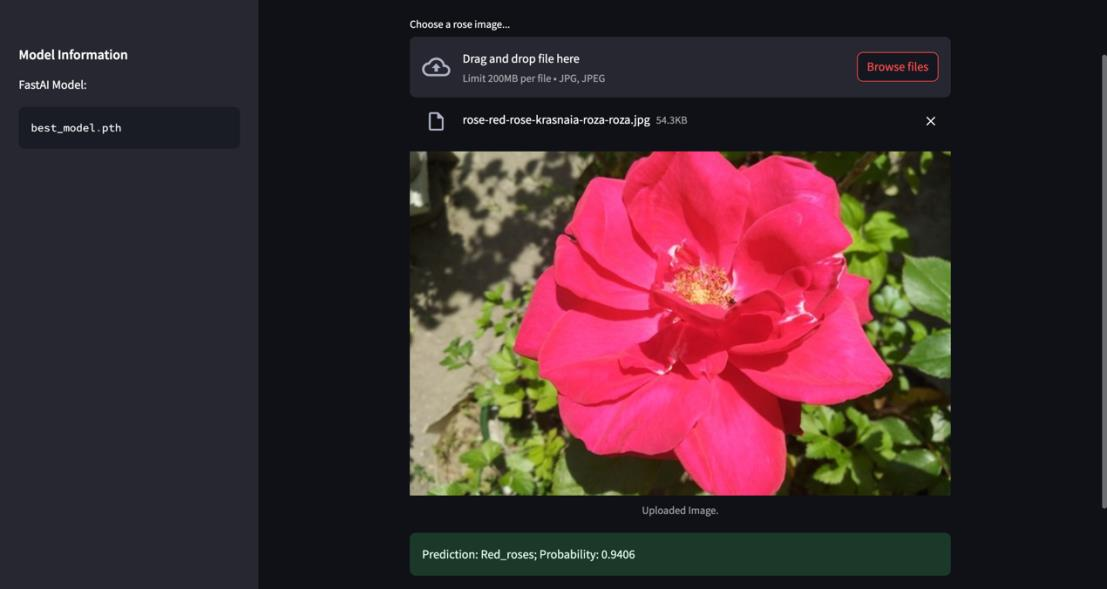 Model Information
FastAI Model:
best_model.pth
Choose a rose image...
Drag and drop file here
Limit 200MB per file • JPG, JPEG
Browse files
rose-red-rose-krasnaia-roza-roza.jpg 54.3KB
Uploaded Image.
Prediction: Red_roses; Probability: 0.9406